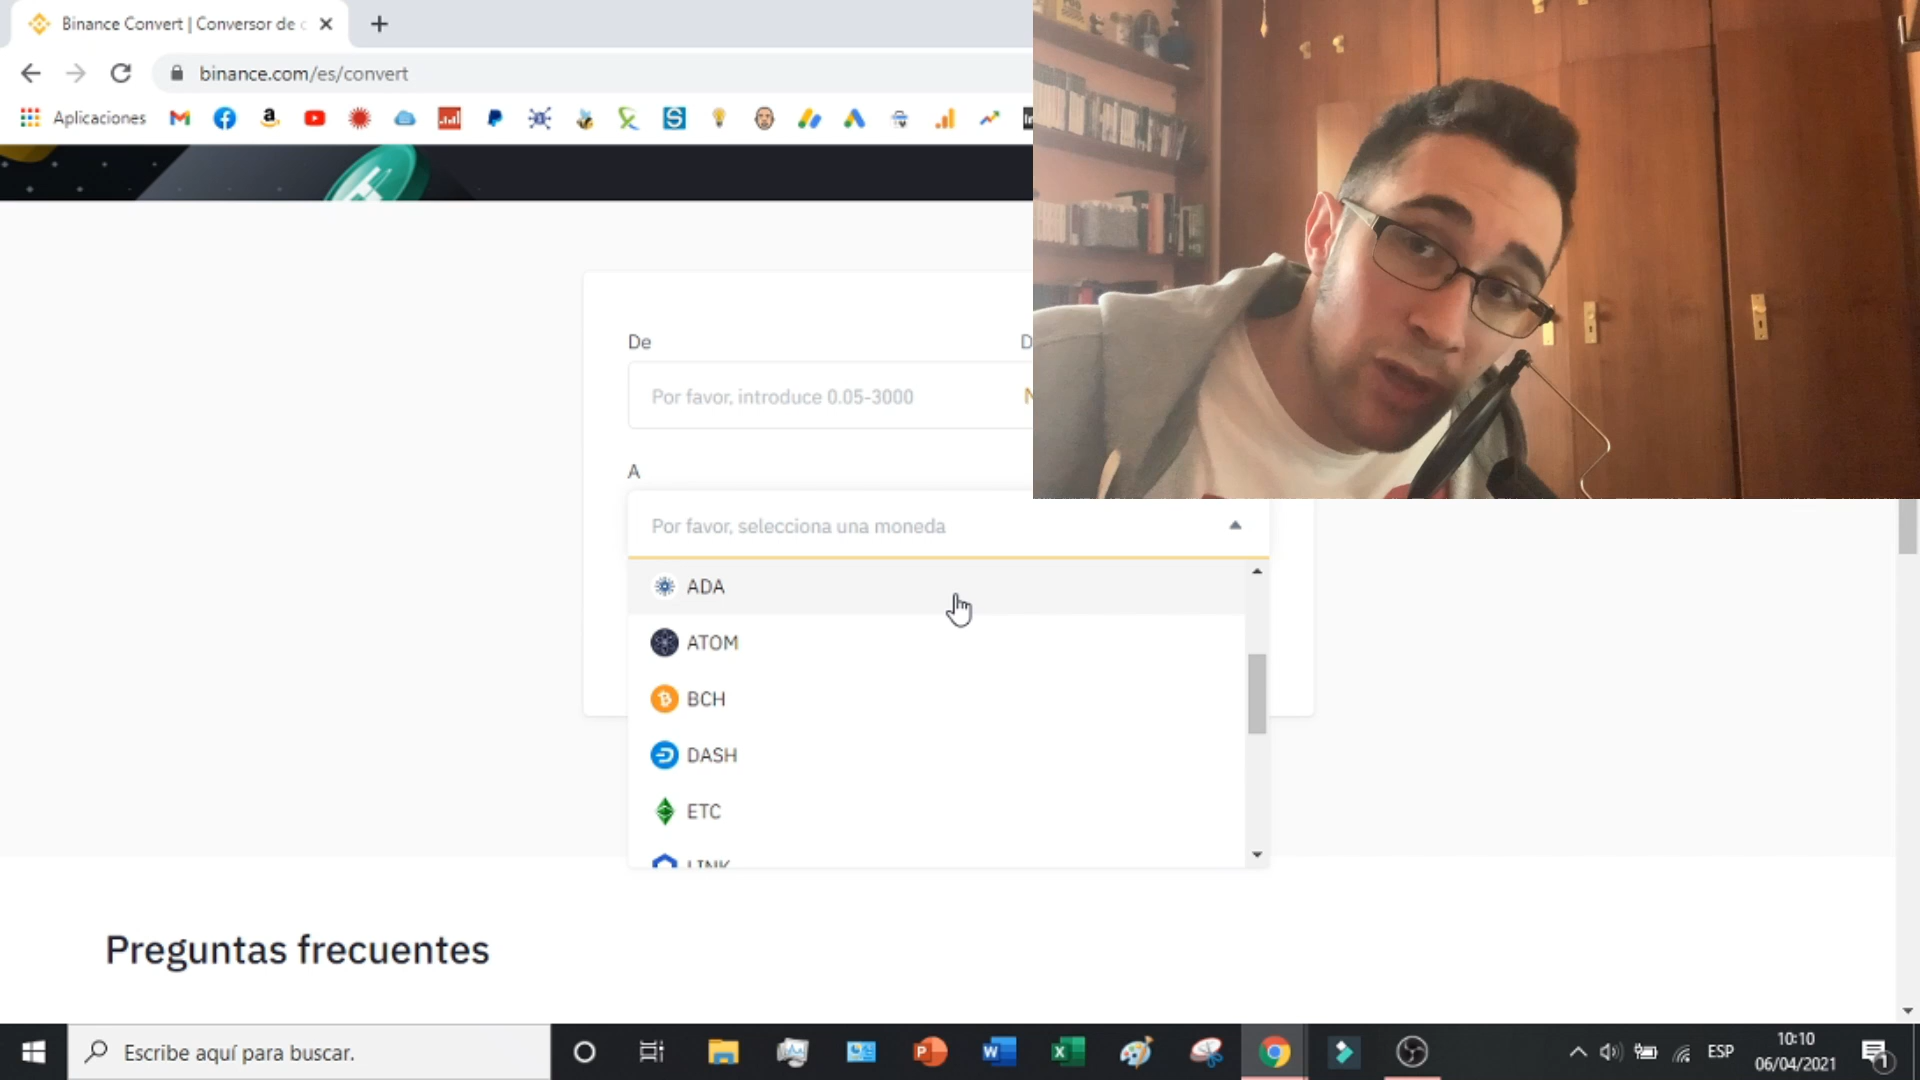 Binance Convert | Conversor de c
binance.com/es/convert
Aplicaciones
De
D
Por favor, introduce 0.05-3000
A
Por favor, selecciona una moneda
ADA
ATOM
BCH
DASH
ETC
LINK
Preguntas frecuentes
Escribe aquí para buscar.
ESP
10:10
06/04/2021
1